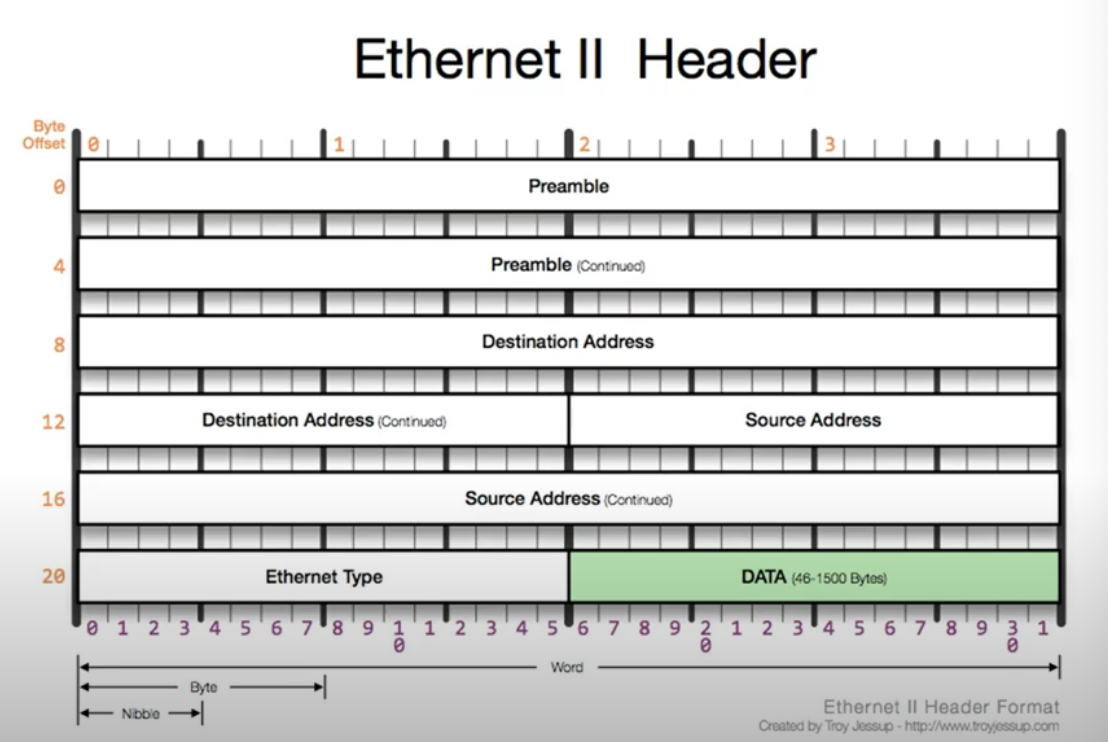 Ethernet II Header
Byte
Offset
0 1 2 3
0 Preamble
4 Preamble (Continued)
8 Destination Address
12 Destination Address (Continued) Source Address
16 Source Address (Continued)
20 Ethernet Type DATA (46-1500 Bytes)
0 1 2 3 4 5 6 7 8 9 10 1 2 3 4 5 6 7 8 9 20 1 2 3 4 5 6 7 8 9 30 1
Word
Byte
Nibble
Ethernet II Header Format
Created by Troy Jessup - http://www.troyjessup.com